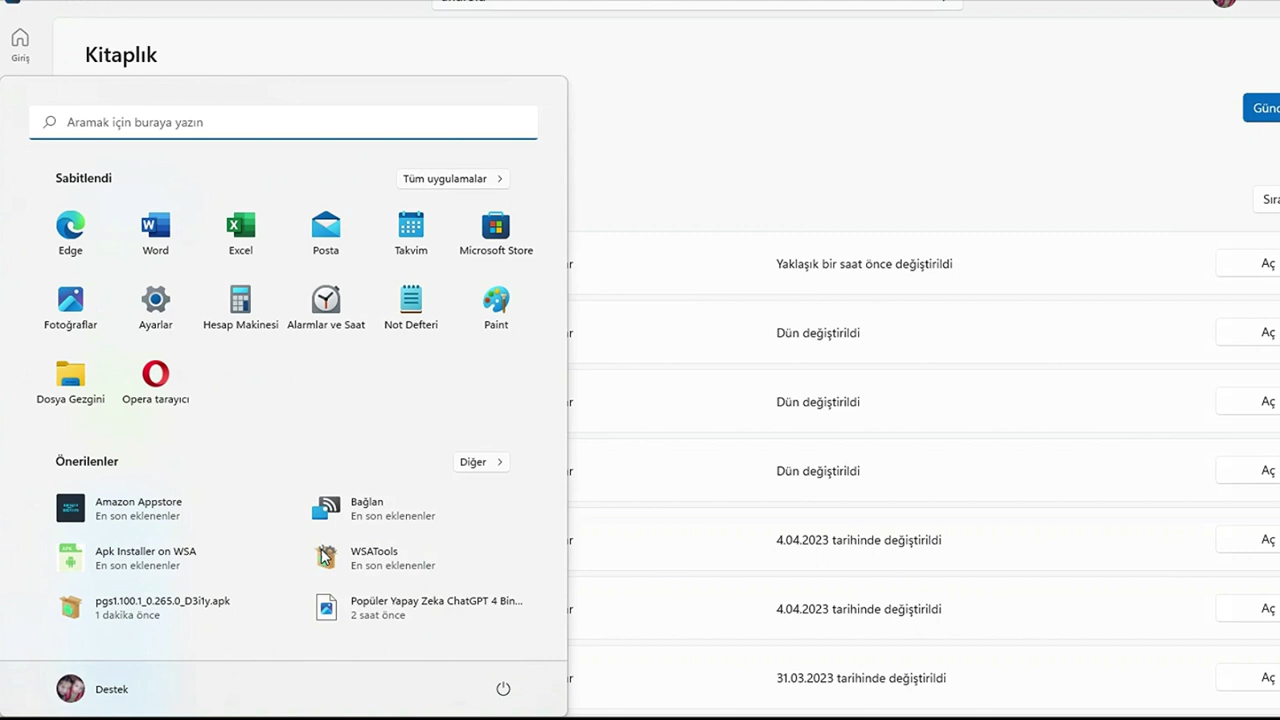 Giriş
Kitaplık
Aramak için buraya yazın
Sabitlendi
Tüm uygulamalar
Edge
Word
Excel
Posta
Takvim
Microsoft Store
Fotoğraflar
Ayarlar
Hesap Makinesi
Alarmlar ve Saat
Not Defteri
Paint
Dosya Gezgini
Opera tarayıcı
Önerilenler
Diğer
Amazon Appstore
En son eklenenler
Bağlan
En son eklenenler
Apk Installer on WSA
En son eklenenler
WSATools
En son eklenenler
pgs1.100.1_0.265.0_D3i1y.apk
1 dakika önce
Popüler Yapay Zeka ChatGPT 4 Bin...
2 saat önce
Destek
Yaklaşık bir saat önce değiştirildi
Aç
Dün değiştirildi
Aç
Dün değiştirildi
Aç
Dün değiştirildi
Aç
4.04.2023 tarihinde değiştirildi
Aç
4.04.2023 tarihinde değiştirildi
Aç
31.03.2023 tarihinde değiştirildi
Aç